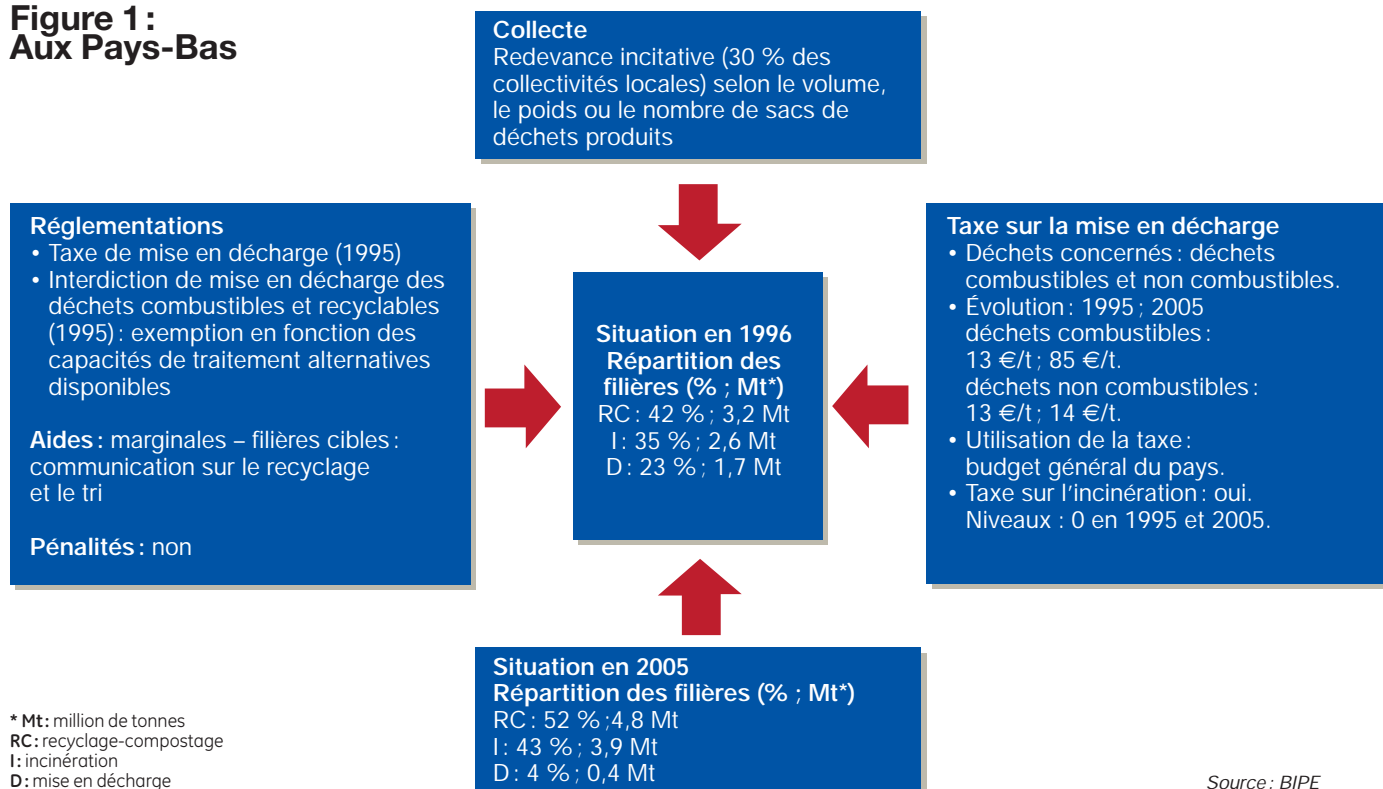 Figure 1 :
Aux Pays-Bas
Collecte
Redevance incitative (30 % des
collectivités locales) selon le volume,
le poids ou le nombre de sacs de
déchets produits
Réglementations
• Taxe de mise en décharge (1995)
• Interdiction de mise en décharge des
déchets combustibles et recyclables
(1995) : exemption en fonction des
capacités de traitement alternatives
disponibles
Aides : marginales – filières cibles :
communication sur le recyclage
et le tri
Pénalités : non
Situation en 1996
Répartition des
filières (% ; Mt*)
RC : 42 % ; 3,2 Mt
I : 35 % ; 2,6 Mt
D : 23 % ; 1,7 Mt
Taxe sur la mise en décharge
• Déchets concernés : déchets
combustibles et non combustibles.
• Évolution : 1995 ; 2005
déchets combustibles :
13 €/t ; 85 €/t.
déchets non combustibles :
13 €/t ; 14 €/t.
• Utilisation de la taxe :
budget général du pays.
• Taxe sur l'incinération : oui.
Niveaux : 0 en 1995 et 2005.
Situation en 2005
Répartition des filières (% ; Mt*)
RC : 52 % ;4,8 Mt
I : 43 % ; 3,9 Mt
D : 4 % ; 0,4 Mt
* Mt : million de tonnes
RC : recyclage-compostage
I : incinération
D : mise en décharge
Source : BIPE